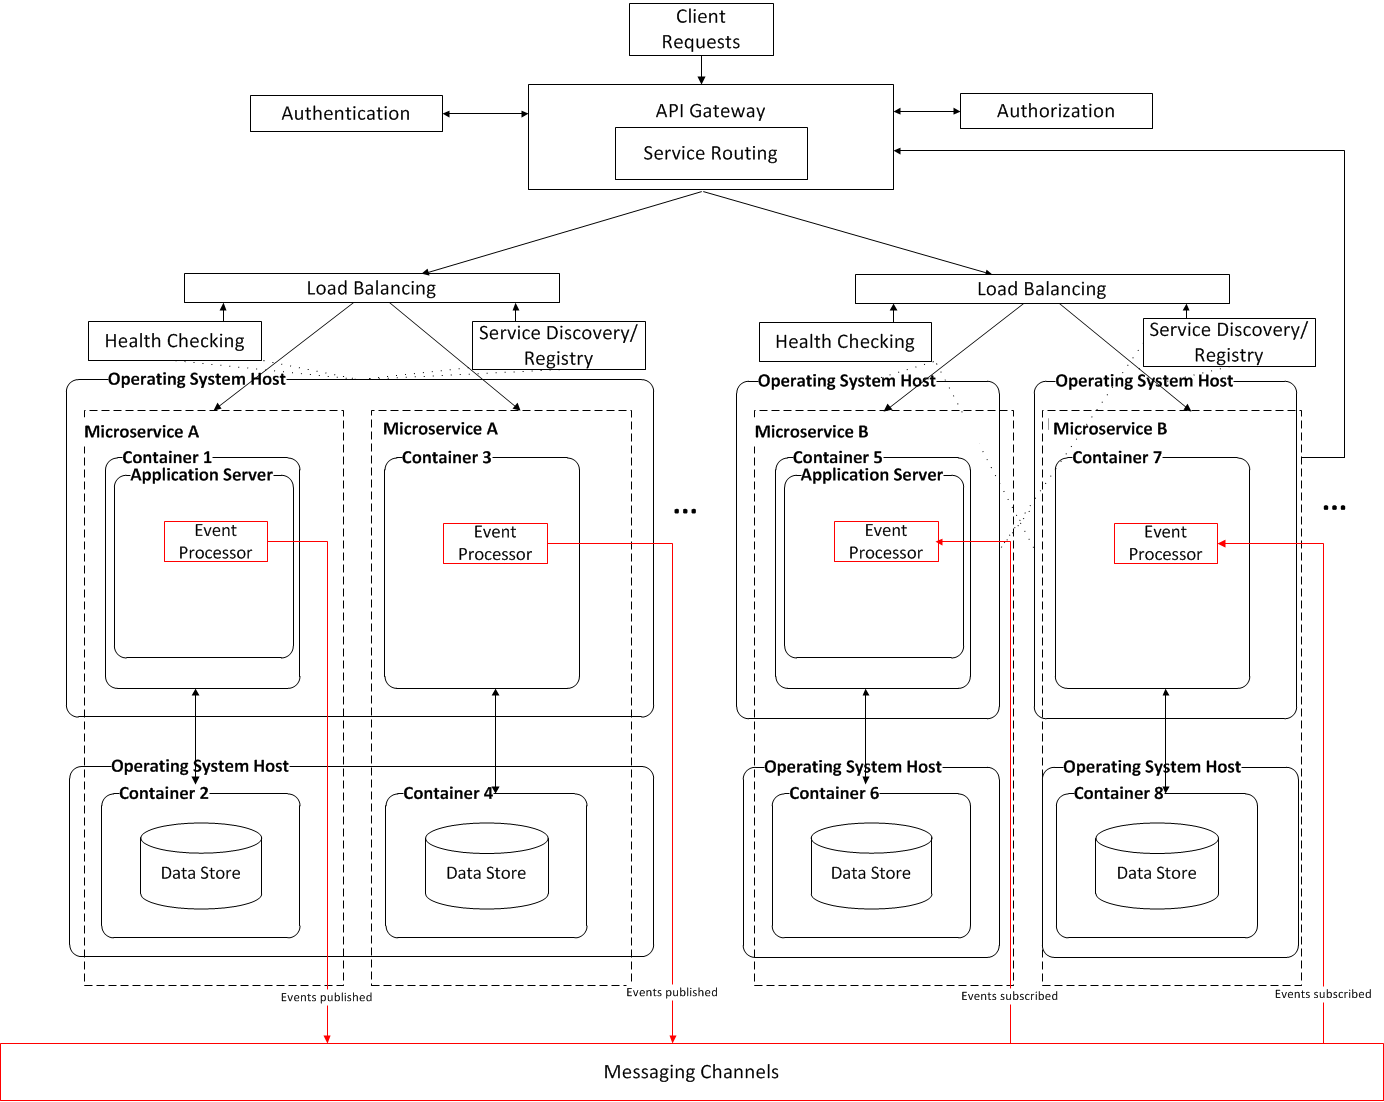 Client
Requests
API Gateway
Service Routing
Authentication
Authorization
Load Balancing
Load Balancing
Health Checking
Service Discovery/
Registry
Health Checking
Service Discovery/
Registry
Operating System Host
Operating System Host
Operating System Host
Microservice A
Microservice A
Microservice B
Microservice B
Container 1
Application Server
Container 3
Container 5
Application Server
Container 7
Event
Processor
Event
Processor
...
Event
Processor
Event
Processor
...
Operating System Host
Operating System Host
Operating System Host
Container 2
Container 4
Container 6
Container 8
Data Store
Data Store
Data Store
Data Store
Events published
Events published
Events subscribed
Events subscribed
Messaging Channels